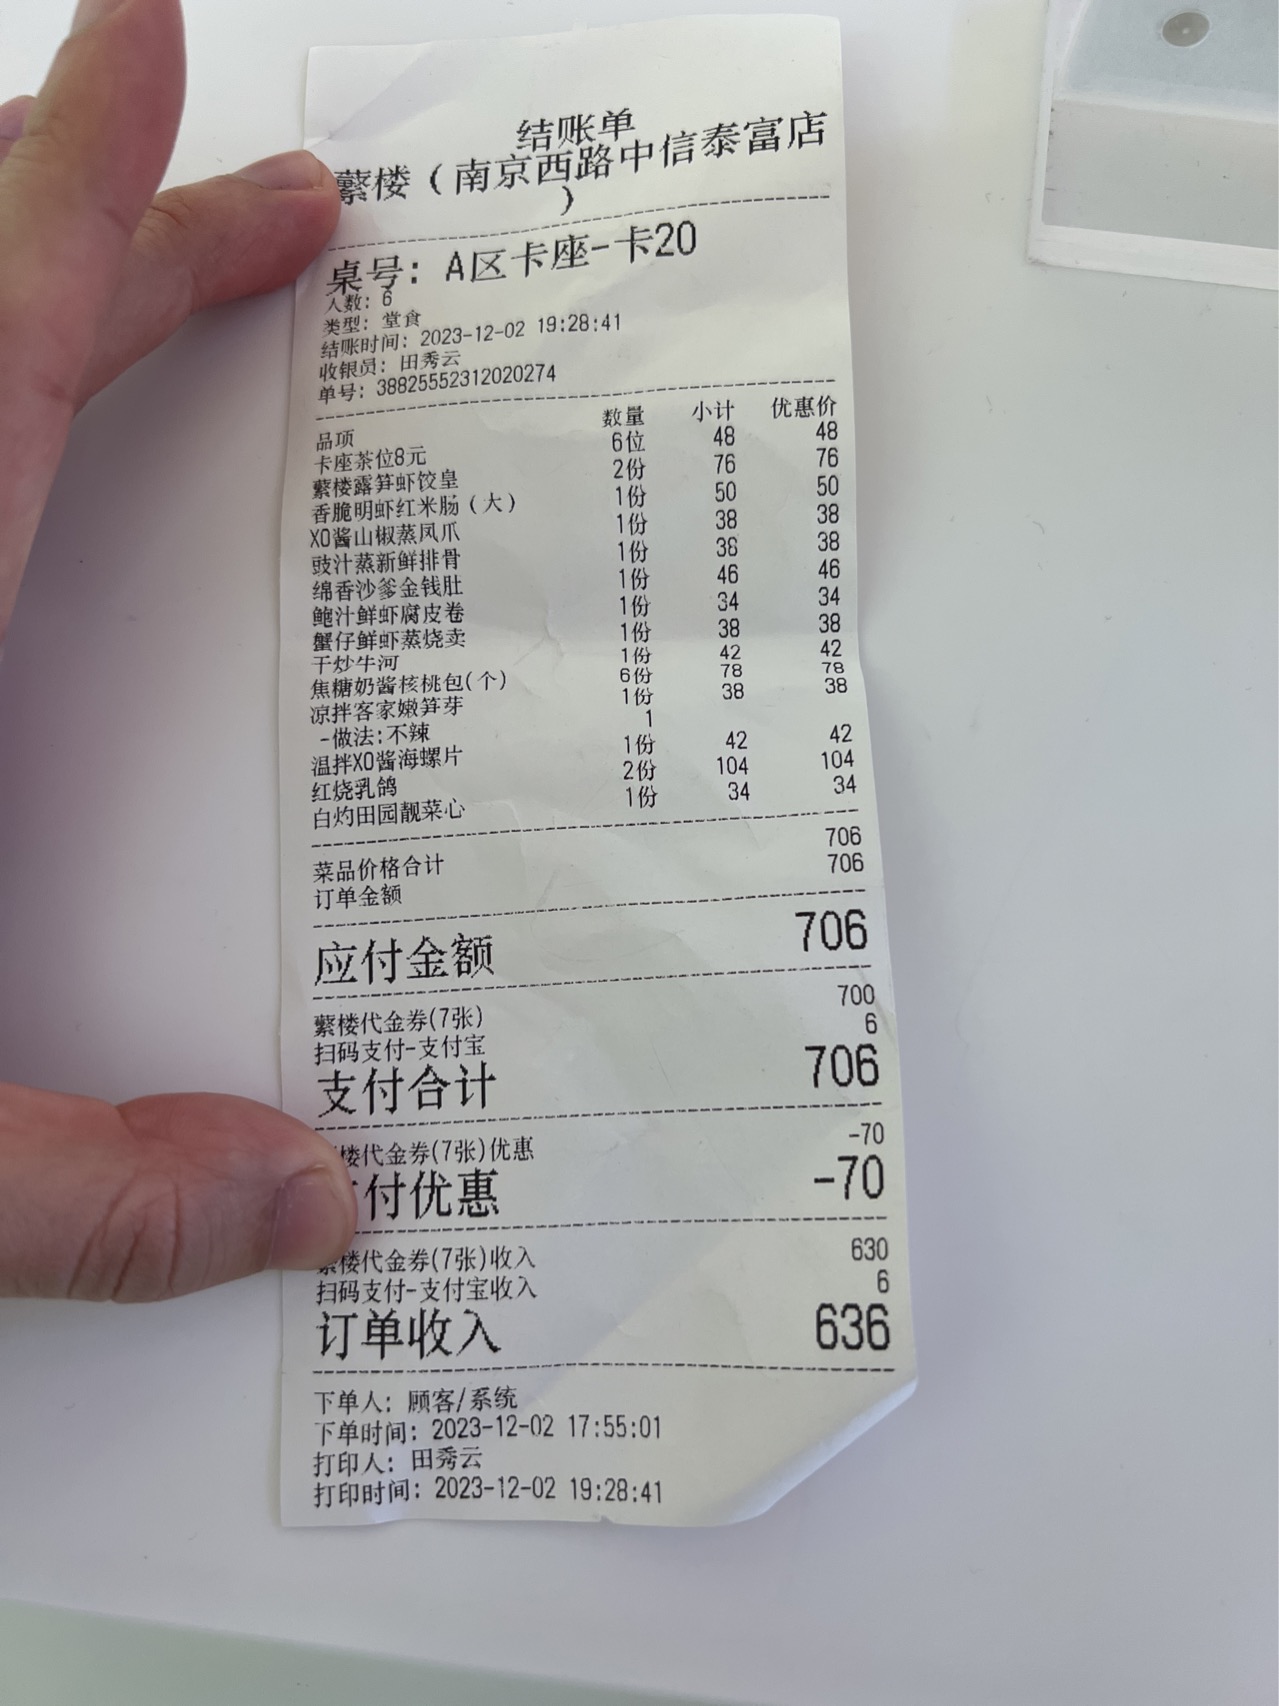 结账单
蘩楼（南京西路中信泰富店
）
桌号: A区卡座-卡20
人数: 6
类型: 堂食
结账时间: 2023-12-02 19:28:41
收银员: 田秀云
单号: 38825552312020274
品项 数量 小计 优惠价
卡座茶位8元 6位 48 48
蘩楼露笋虾饺皇 2份 76 76
香脆明虾红米肠（大） 1份 50 50
XO酱山椒蒸凤爪 1份 38 38
豉汁蒸新鲜排骨 1份 38 38
绵香沙爹金钱肚 1份 46 46
鲍汁鲜虾腐皮卷 1份 34 34
蟹仔鲜虾蒸烧卖 1份 38 38
干炒牛河 1份 42 42
焦糖奶酱核桃包(个) 6份 78 78
凉拌客家嫩笋芽 1份 38 38
-做法:不辣 1
温拌XO酱海螺片 1份 42 42
红烧乳鸽 2份 104 104
白灼田园靓菜心 1份 34 34
菜品价格合计 706
订单金额 706
应付金额 706
蘩楼代金券(7张) 700
扫码支付-支付宝 6
支付合计 706
楼代金券(7张)优惠 -70
付优惠 -70
蘩楼代金券(7张)收入 630
扫码支付-支付宝收入 6
订单收入 636
下单人: 顾客/系统
下单时间: 2023-12-02 17:55:01
打印人: 田秀云
打印时间: 2023-12-02 19:28:41